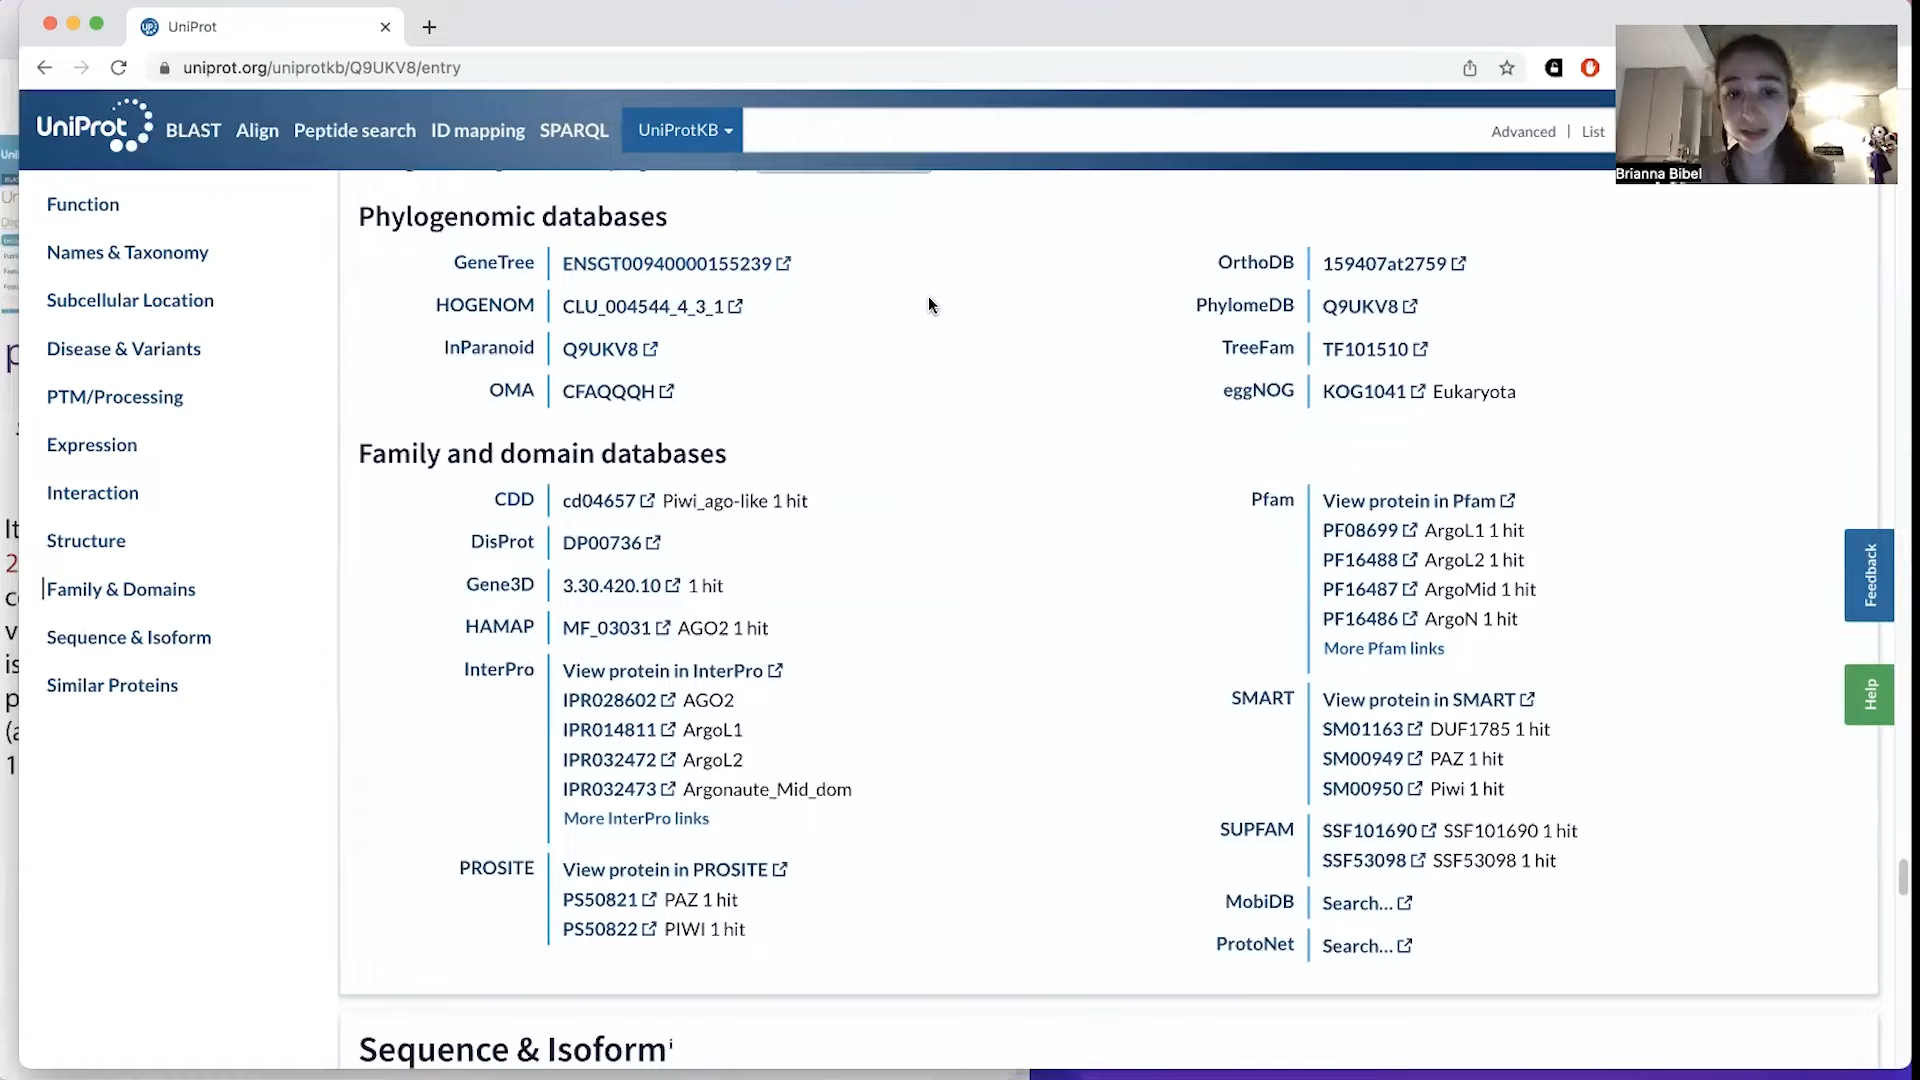 UniProt
uniprot.org/uniprotkb/Q9UKV8/entry
Brianna Bibel
UniProt BLAST Align Peptide search ID mapping SPARQL UniProtKB Advanced | List
Function
Names & Taxonomy
Subcellular Location
Disease & Variants
PTM/Processing
Expression
Interaction
Structure
Family & Domains
Sequence & Isoform
Similar Proteins
Phylogenomic databases
GeneTree ENSGT00940000155239
HOGENOM CLU_004544_4_3_1
InParanoid Q9UKV8
OMA CFAQQQH
OrthoDB 159407at2759
PhylomeDB Q9UKV8
TreeFam TF101510
eggNOG KOG1041 Eukaryota
Family and domain databases
CDD cd04657 Piwi_ago-like 1 hit
DisProt DP00736
Gene3D 3.30.420.10 1 hit
HAMAP MF_03031 AGO2 1 hit
InterPro View protein in InterPro
IPR028602 AGO2
IPR014811 ArgoL1
IPR032472 ArgoL2
IPR032473 Argonaute_Mid_dom
More InterPro links
PROSITE View protein in PROSITE
PS50821 PAZ 1 hit
PS50822 PIWI 1 hit
Pfam View protein in Pfam
PF08699 ArgoL1 1 hit
PF16488 ArgoL2 1 hit
PF16487 ArgoMid 1 hit
PF16486 ArgoN 1 hit
More Pfam links
SMART View protein in SMART
SM01163 DUF1785 1 hit
SM00949 PAZ 1 hit
SM00950 Piwi 1 hit
SUPFAM SSF101690 SSF101690 1 hit
SSF53098 SSF53098 1 hit
MobiDB Search...
ProtoNet Search...
Feedback
Help
Sequence & Isoform i